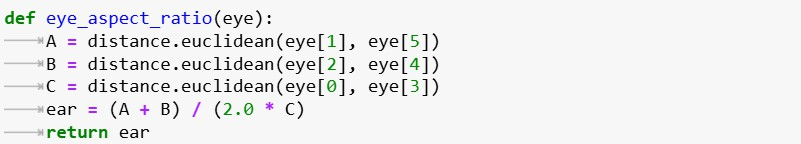 def eye_aspect_ratio(eye):
    A = distance.euclidean(eye[1], eye[5])
    B = distance.euclidean(eye[2], eye[4])
    C = distance.euclidean(eye[0], eye[3])
    ear = (A + B) / (2.0 * C)
    return ear